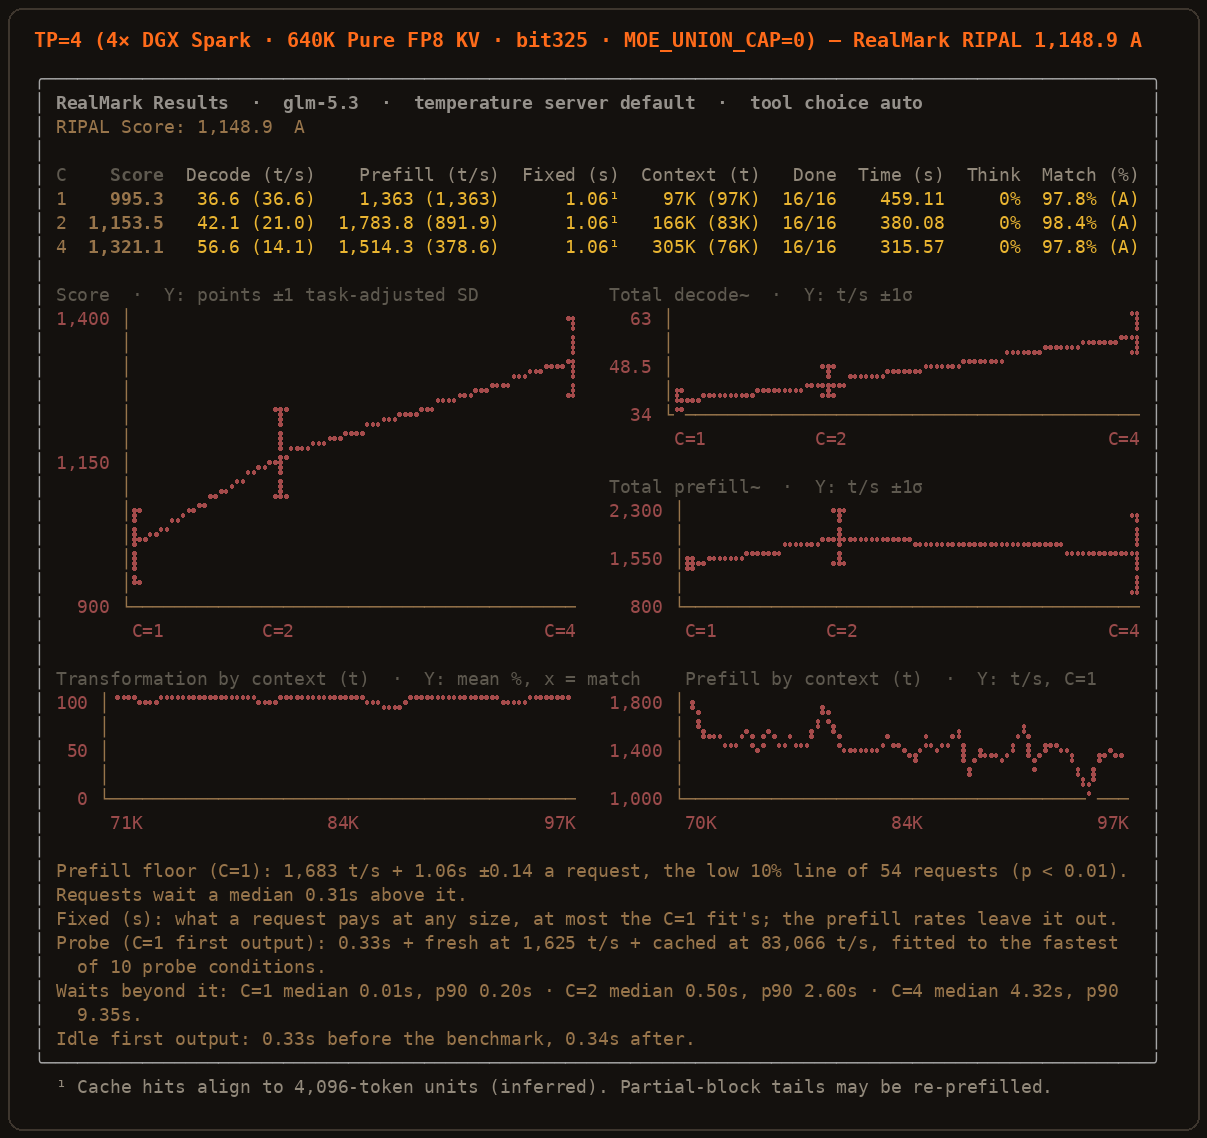 TP=4 (4× DGX Spark · 640K Pure FP8 KV · bit325 · MOE_UNION_CAP=0) — RealMark RIPAL 1,148.9 A
RealMark Results · glm-5.3 · temperature server default · tool choice auto
RIPAL Score: 1,148.9 A
C Score Decode (t/s) Prefill (t/s) Fixed (s) Context (t) Done Time (s) Think Match (%)
1 995.3 36.6 (36.6) 1,363 (1,363) 1.06¹ 97K (97K) 16/16 459.11 0% 97.8% (A)
2 1,153.5 42.1 (21.0) 1,783.8 (891.9) 1.06¹ 166K (83K) 16/16 380.08 0% 98.4% (A)
4 1,321.1 56.6 (14.1) 1,514.3 (378.6) 1.06¹ 305K (76K) 16/16 315.57 0% 97.8% (A)
Score · Y: points ±1 task-adjusted SD
1,400
1,150
900
C=1 C=2 C=4
Total decode~ · Y: t/s ±1σ
63
48.5
34
C=1 C=2 C=4
Total prefill~ · Y: t/s ±1σ
2,300
1,550
800
C=1 C=2 C=4
Transformation by context (t) · Y: mean %, x = match
100
50
0
71K 84K 97K
Prefill by context (t) · Y: t/s, C=1
1,800
1,400
1,000
70K 84K 97K
Prefill floor (C=1): 1,683 t/s + 1.06s ±0.14 a request, the low 10% line of 54 requests (p < 0.01).
Requests wait a median 0.31s above it.
Fixed (s): what a request pays at any size, at most the C=1 fit's; the prefill rates leave it out.
Probe (C=1 first output): 0.33s + fresh at 1,625 t/s + cached at 83,066 t/s, fitted to the fastest
of 10 probe conditions.
Waits beyond it: C=1 median 0.01s, p90 0.20s · C=2 median 0.50s, p90 2.60s · C=4 median 4.32s, p90
9.35s.
Idle first output: 0.33s before the benchmark, 0.34s after.
¹ Cache hits align to 4,096-token units (inferred). Partial-block tails may be re-prefilled.